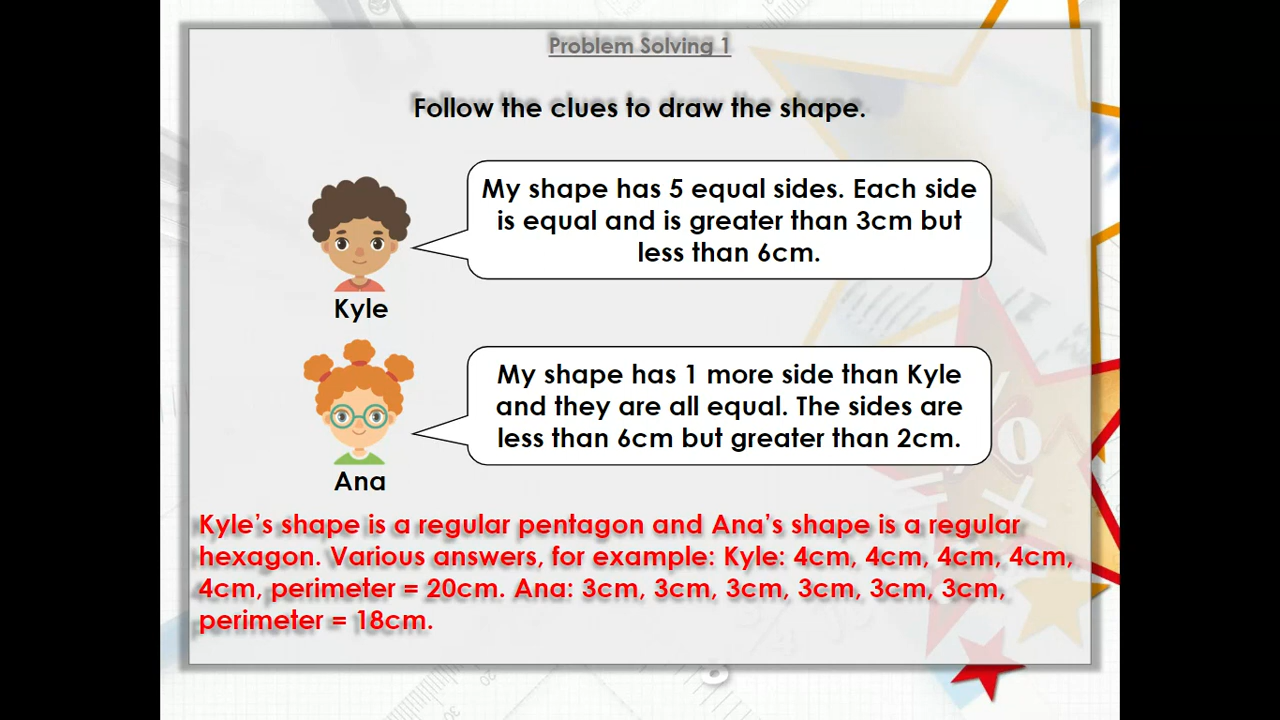 Problem Solving 1
Follow the clues to draw the shape.
My shape has 5 equal sides. Each side
is equal and is greater than 3cm but
less than 6cm.
Kyle
My shape has 1 more side than Kyle
and they are all equal. The sides are
less than 6cm but greater than 2cm.
Ana
Kyle’s shape is a regular pentagon and Ana’s shape is a regular
hexagon. Various answers, for example: Kyle: 4cm, 4cm, 4cm, 4cm,
4cm, perimeter = 20cm. Ana: 3cm, 3cm, 3cm, 3cm, 3cm, 3cm,
perimeter = 18cm.